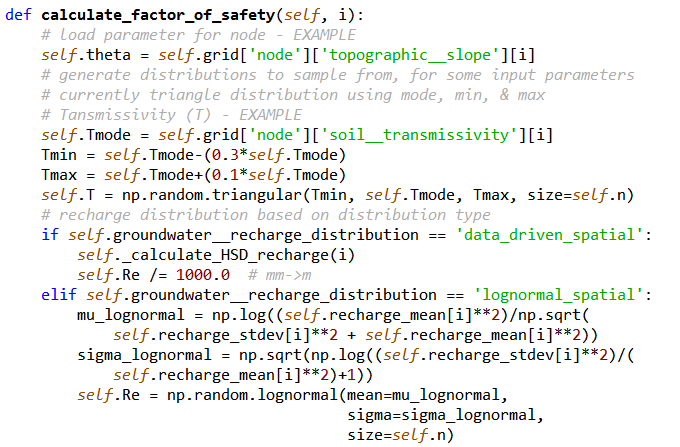 def calculate_factor_of_safety(self, i):
    # load parameter for node - EXAMPLE
    self.theta = self.grid['node']['topographic__slope'][i]
    # generate distributions to sample from, for some input parameters
    # currently triangle distribution using mode, min, & max
    # Tansmissivity (T) - EXAMPLE
    self.Tmode = self.grid['node']['soil__transmissivity'][i]
    Tmin = self.Tmode-(0.3*self.Tmode)
    Tmax = self.Tmode+(0.1*self.Tmode)
    self.T = np.random.triangular(Tmin, self.Tmode, Tmax, size=self.n)
    # recharge distribution based on distribution type
    if self.groundwater__recharge_distribution == 'data_driven_spatial':
        self._calculate_HSD_recharge(i)
        self.Re /= 1000.0  # mm->m
    elif self.groundwater__recharge_distribution == 'lognormal_spatial':
        mu_lognormal = np.log((self.recharge_mean[i]**2)/np.sqrt(
            self.recharge_stdev[i]**2 + self.recharge_mean[i]**2))
        sigma_lognormal = np.sqrt(np.log((self.recharge_stdev[i]**2)/(
            self.recharge_mean[i]**2)+1))
        self.Re = np.random.lognormal(mean=mu_lognormal,
                                      sigma=sigma_lognormal,
                                      size=self.n)